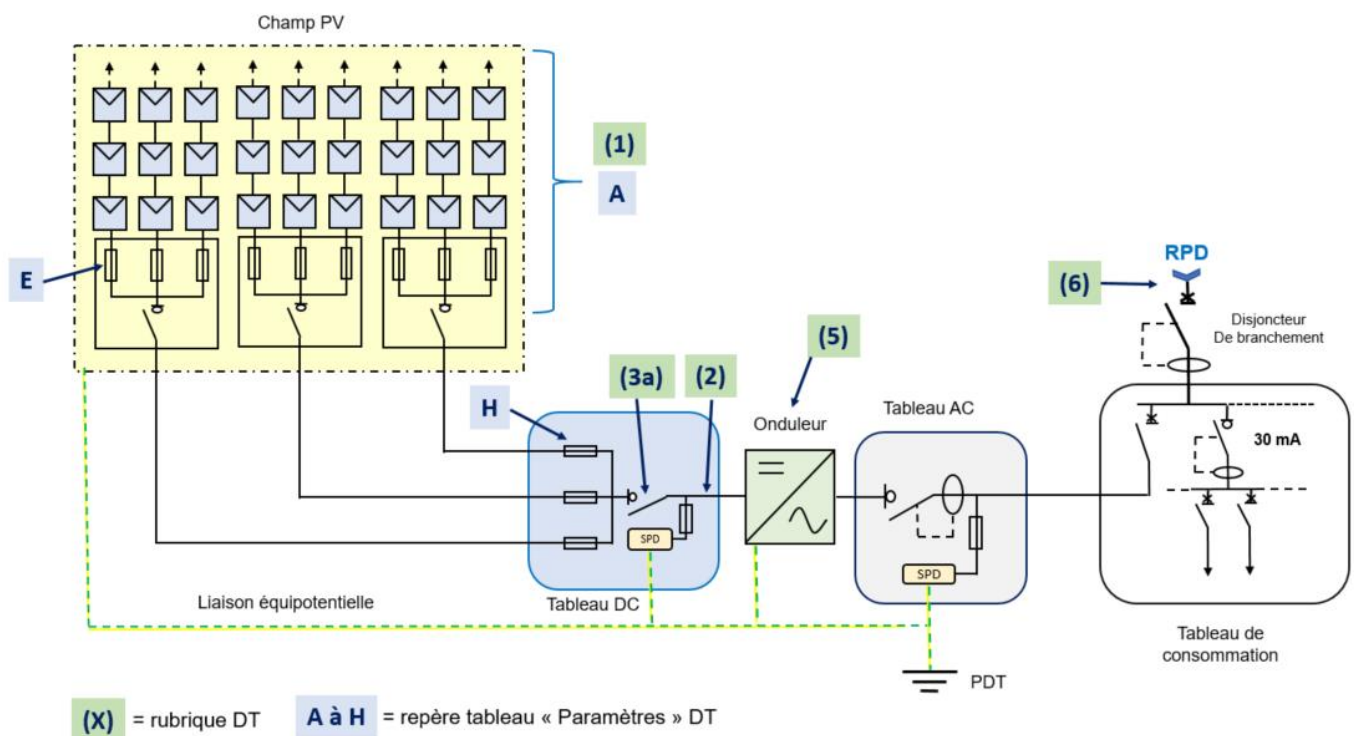 Champ PV
(1)
A
E
RPD
(6)
Disjoncteur
De branchement
(5)
(3a)
(2)
Onduleur
Tableau AC
H
30 mA
SPD
SPD
Liaison équipotentielle
Tableau DC
Tableau de
consommation
PDT
(X) = rubrique DT
A à H = repère tableau « Paramètres » DT